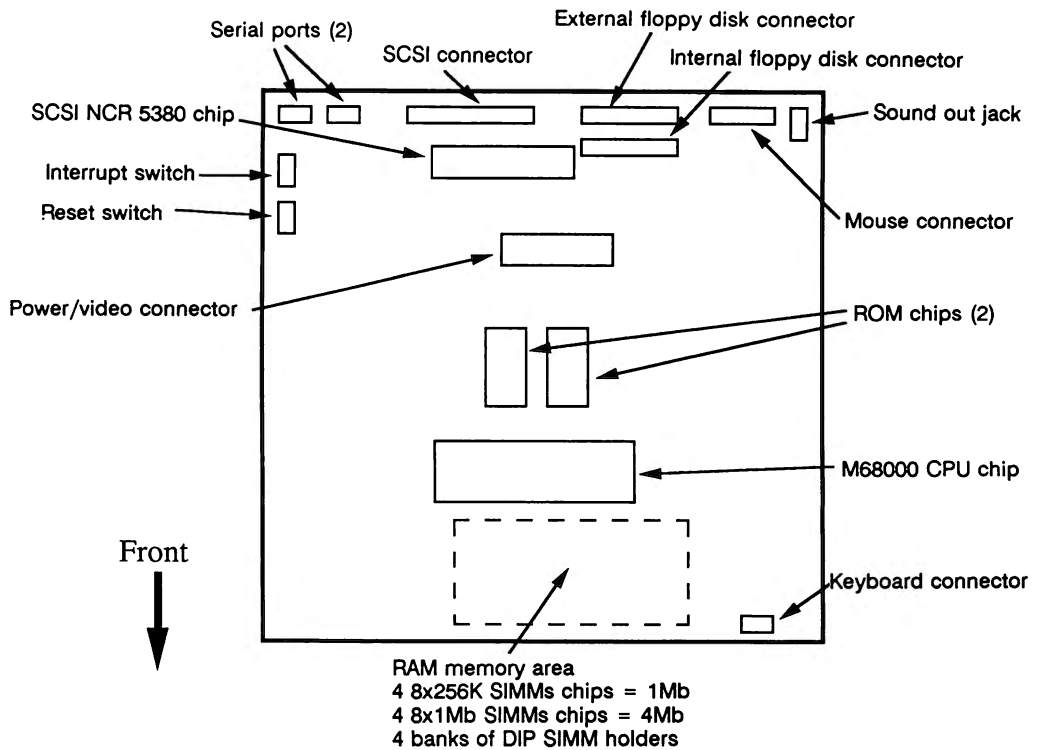 External floppy disk connector
Serial ports (2)
SCSI connector
Internal floppy disk connector
SCSI NCR 5380 chip
Sound out jack
Interrupt switch
Reset switch
Mouse connector
Power/video connector
ROM chips (2)
M68000 CPU chip
Front
Keyboard connector
RAM memory area
4 8x256K SIMMs chips = 1Mb
4 8x1Mb SIMMs chips = 4Mb
4 banks of DIP SIMM holders